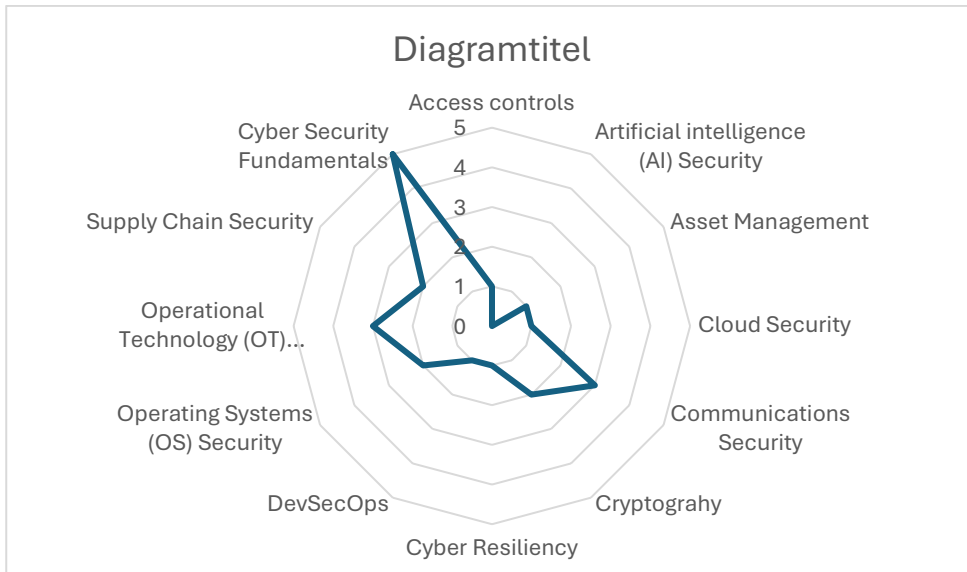 Diagramtitel
Access controls
Artificial intelligence
(AI) Security
Asset Management
Cloud Security
Communications
Security
Cryptograhy
Cyber Resiliency
DevSecOps
Operating Systems
(OS) Security
Operational
Technology (OT)...
Supply Chain Security
Cyber Security
Fundamentals
5
4
3
2
1
0